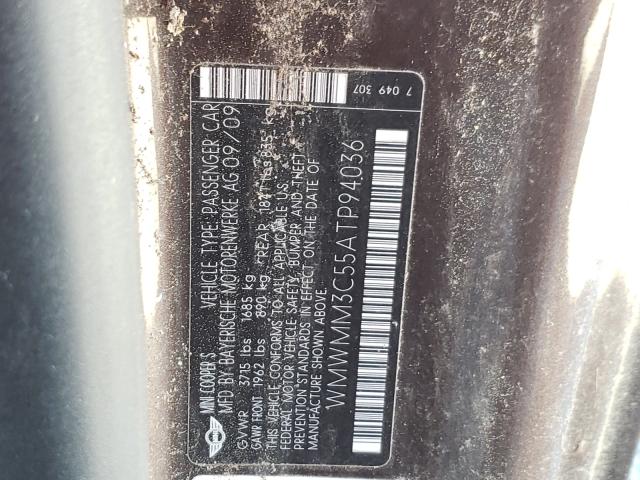 MINI COOPER S VEHICLE TYPE: PASSENGER CAR
MFD BY BAYERISCHE MOTORENWERKE AG 09/09
GVWR 3715 lbs 1685 kg
GAWR FRONT 1962 lbs 890 kg REAR lbs 835 kg
THIS VEHICLE CONFORMS TO ALL APPLICABLE U.S.
FEDERAL MOTOR VEHICLE SAFETY, BUMPER AND THEFT
PREVENTION STANDARDS IN EFFECT ON THE DATE OF
MANUFACTURE SHOWN ABOVE.
WMWMM3C55ATP94036
7 049 307